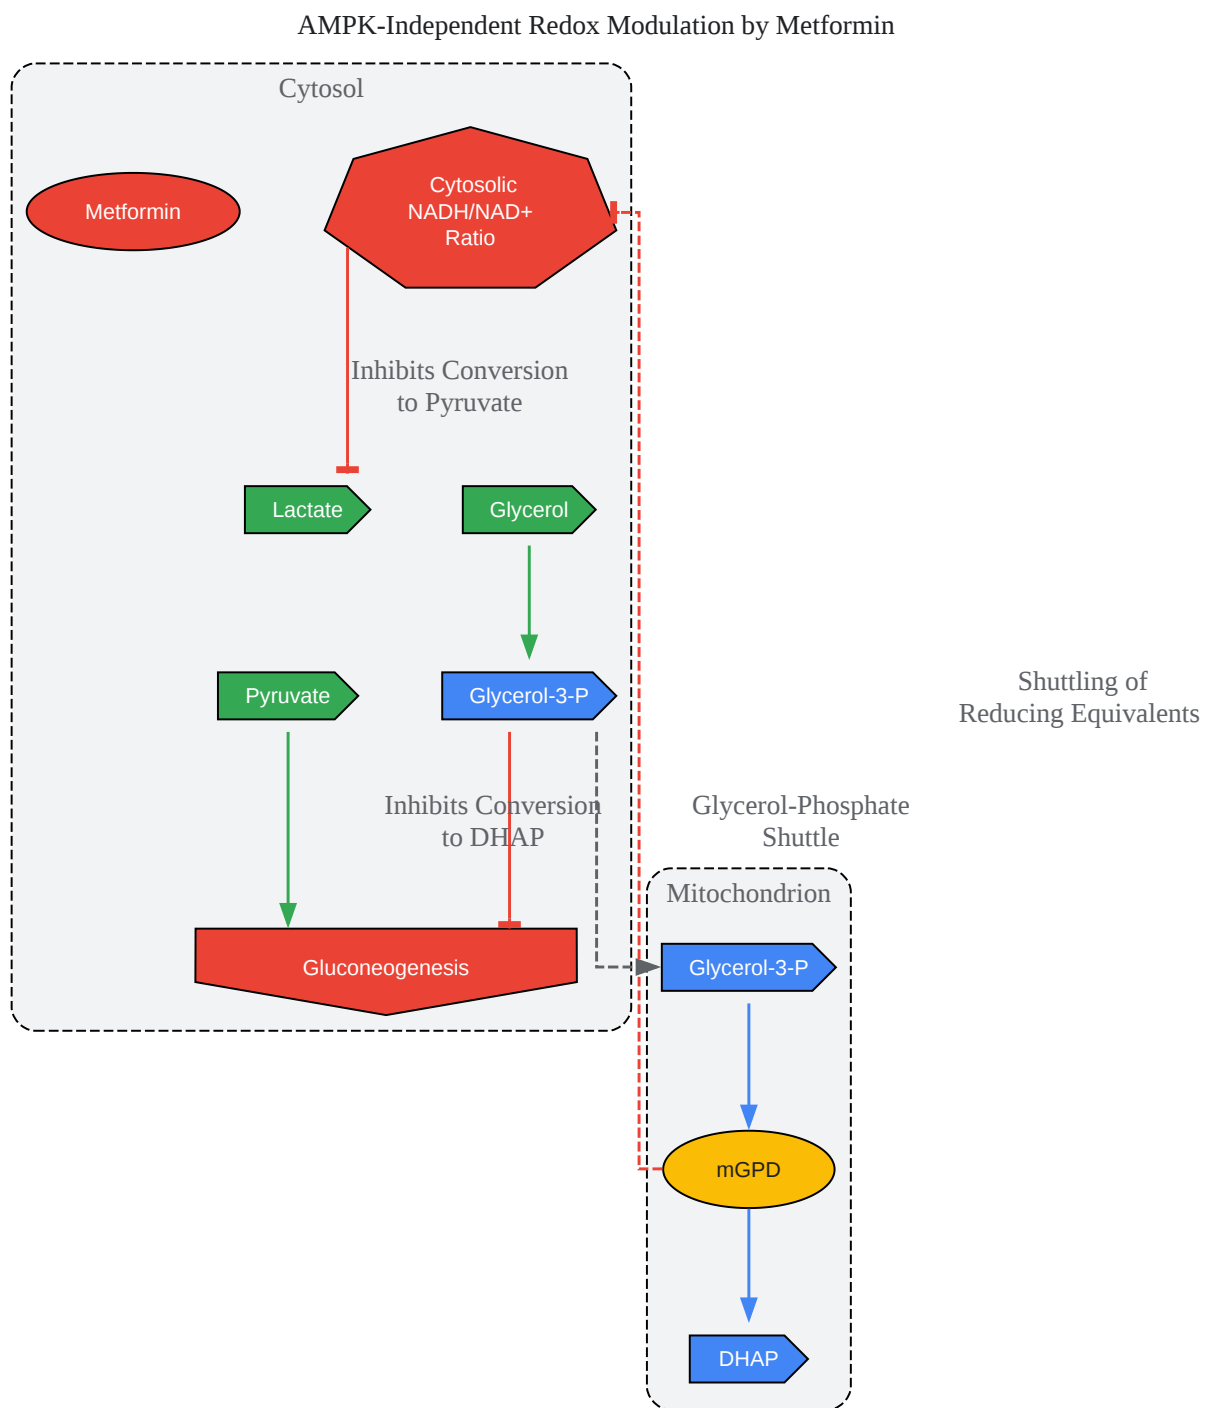 AMPK-Independent Redox Modulation by Metformin
Cytosol
Metformin
Cytosolic
NADH/NAD+
Ratio
Inhibits Conversion
to Pyruvate
Lactate
Glycerol
Pyruvate
Glycerol-3-P
Shuttling of
Reducing Equivalents
Inhibits Conversion
to DHAP
Glycerol-Phosphate
Shuttle
Mitochondrion
Gluconeogenesis
Glycerol-3-P
mGPD
DHAP